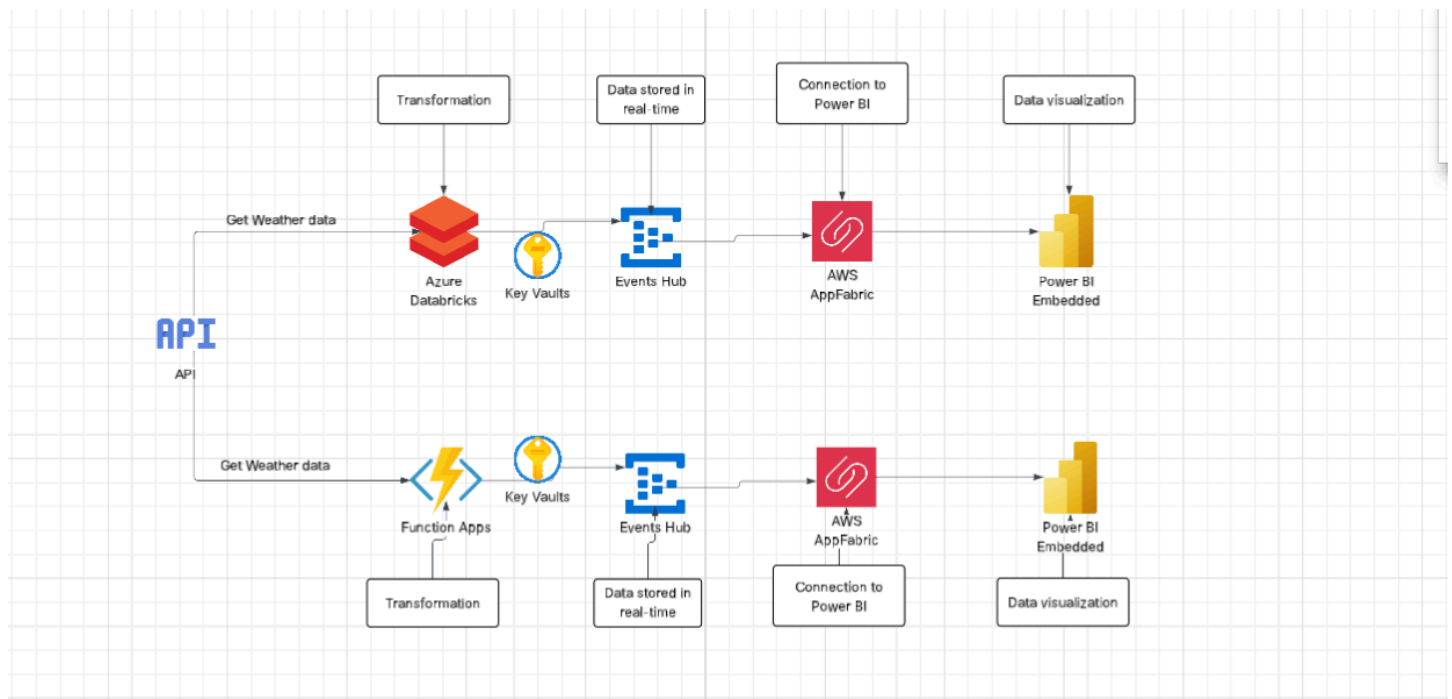 Transformation
Data stored in
real-time
Connection to
Power BI
Data visualization
Get Weather data
Azure
Databricks
Key Vaults
Events Hub
AWS
AppFabric
Power BI
Embedded
API
API
Get Weather data
Function Apps
Key Vaults
Events Hub
AWS
AppFabric
Power BI
Embedded
Transformation
Data stored in
real-time
Connection to
Power BI
Data visualization